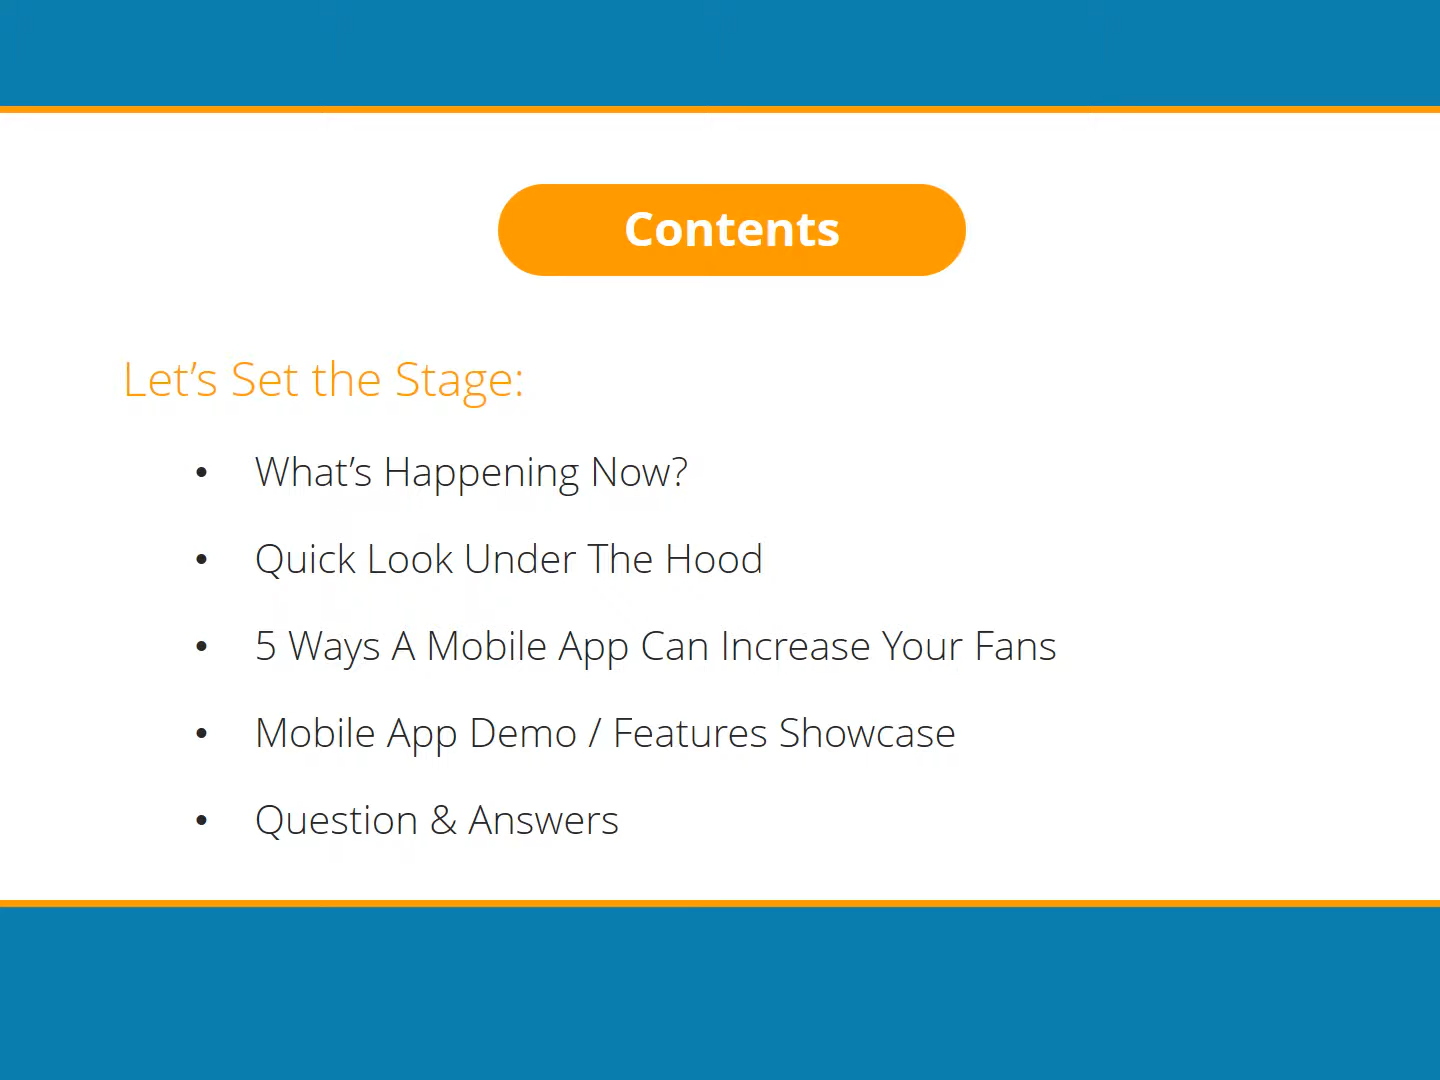 Contents
Let’s Set the Stage:
• What’s Happening Now?
• Quick Look Under The Hood
• 5 Ways A Mobile App Can Increase Your Fans
• Mobile App Demo / Features Showcase
• Question & Answers